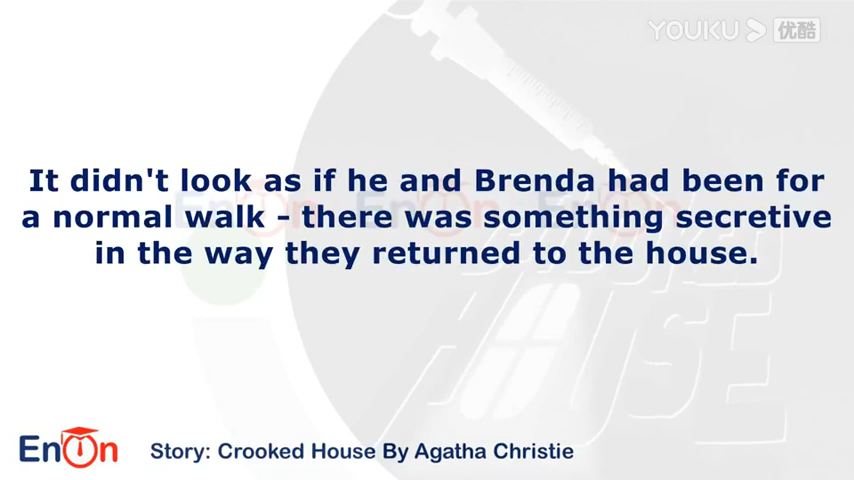 YOUKU 优酷
It didn't look as if he and Brenda had been for
a normal walk - there was something secretive
in the way they returned to the house.
HOUSE
EnOn
Story: Crooked House By Agatha Christie